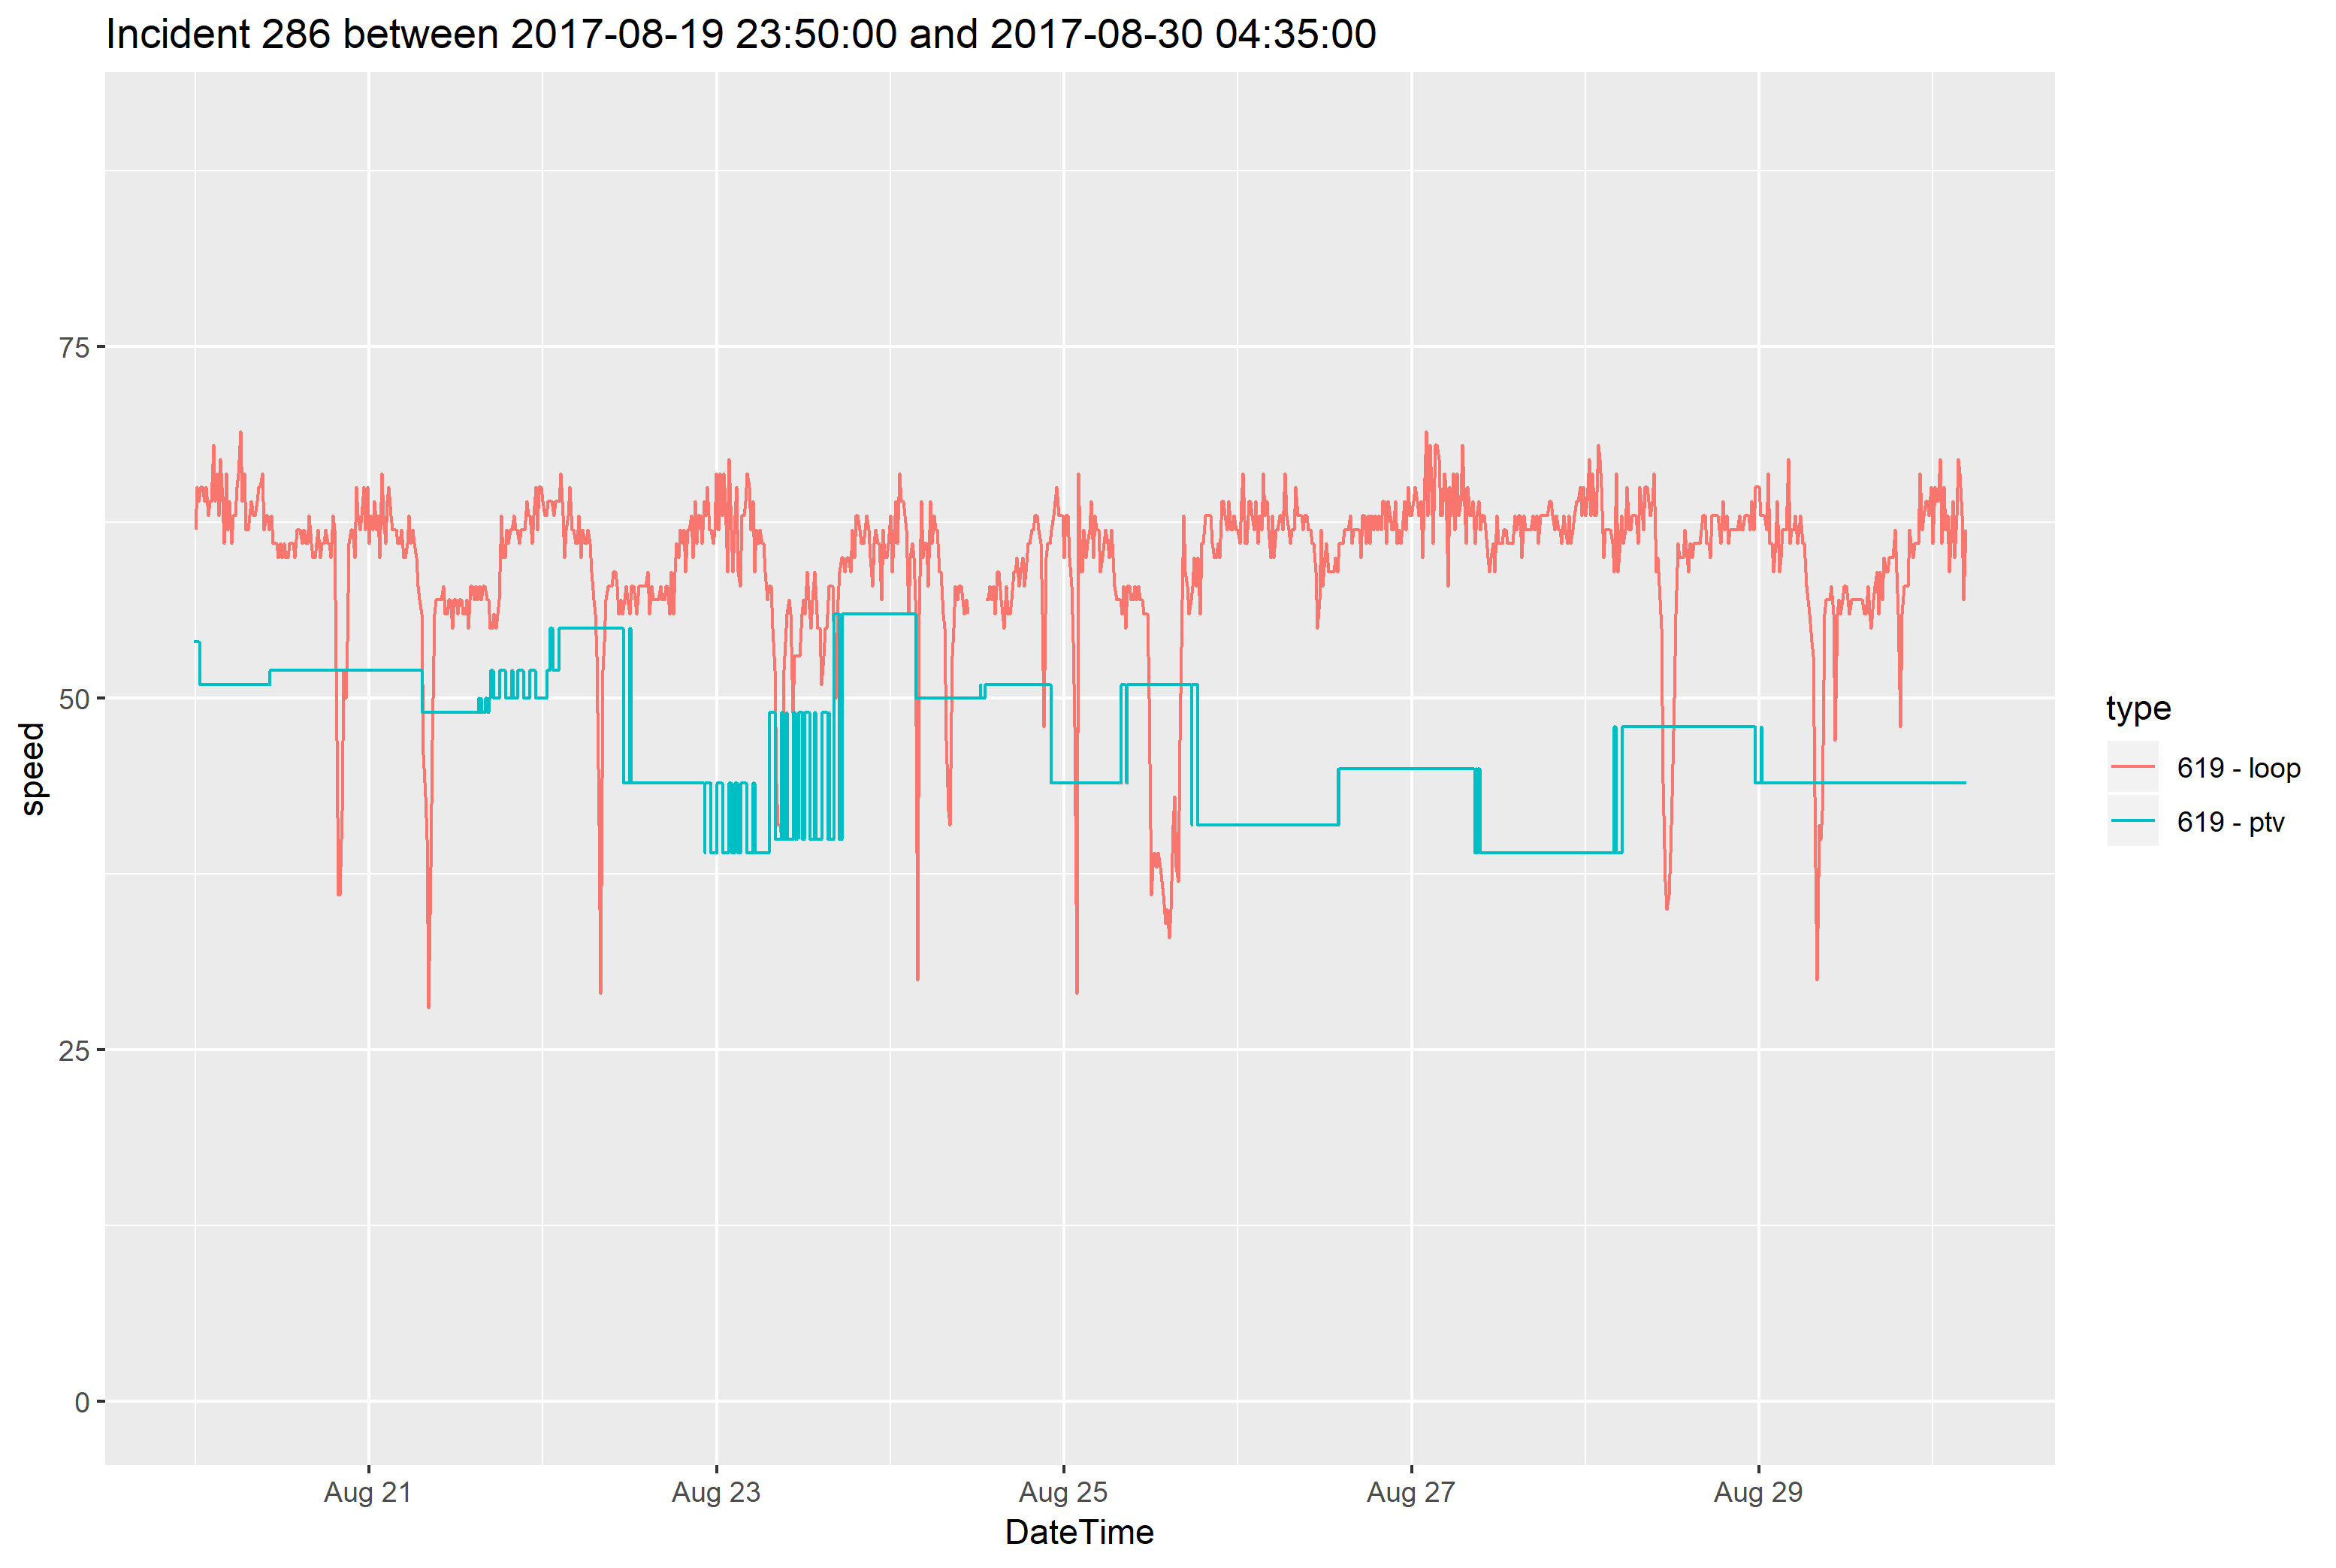 Incident 286 between 2017-08-19 23:50:00 and 2017-08-30 04:35:00
75
50
25
0
speed
Aug 21
Aug 23
Aug 25
Aug 27
Aug 29
DateTime
type
619 - loop
619 - ptv